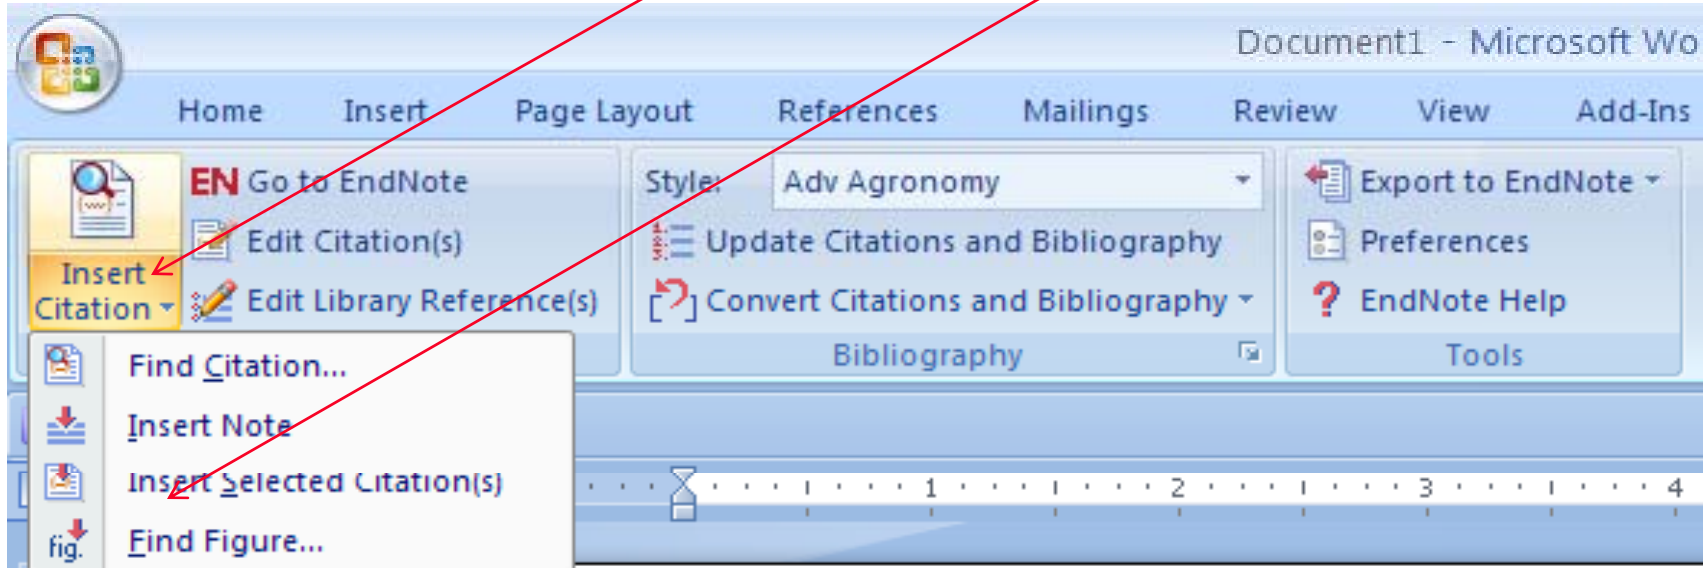 Document1 - Microsoft Wo
Home Insert Page Layout References Mailings Review View Add-Ins
EN Go to EndNote Style: Adv Agronomy Export to EndNote
Edit Citation(s) Update Citations and Bibliography Preferences
Insert Citation Edit Library Reference(s) Convert Citations and Bibliography ? EndNote Help
Bibliography Tools
Find Citation...
Insert Note
Insert Selected Citation(s) 1 2 3 4
fig. Find Figure...